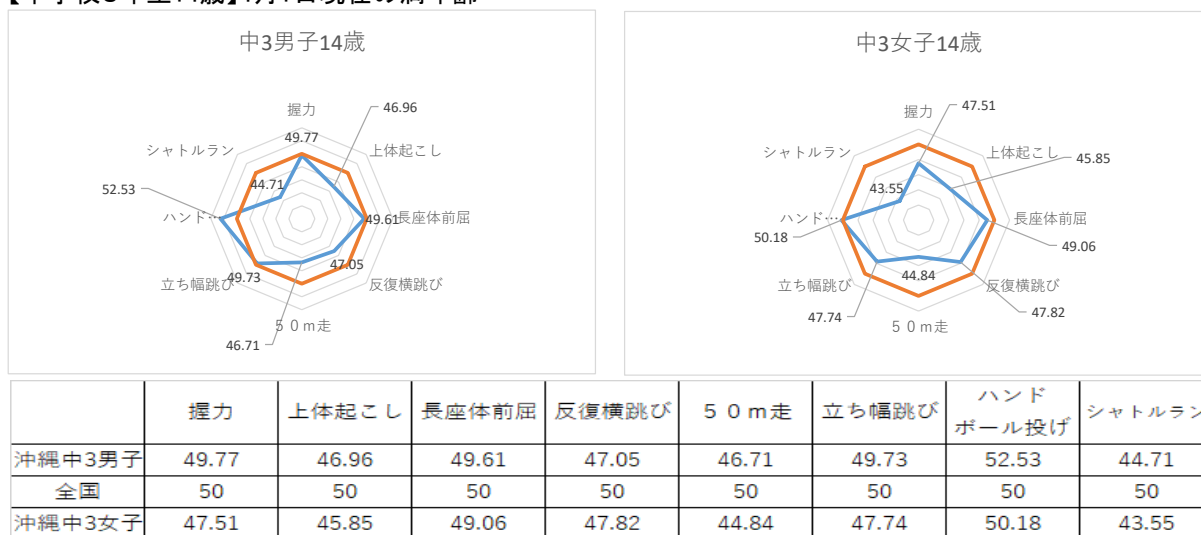 中3男子14歳
握力
46.96
49.77
シャトルラン
上体起こし
44.71
52.53
ハンド…
49.61
長座体前屈
47.05
49.73
立ち幅跳び
反復横跳び
５０ｍ走
46.71
中3女子14歳
47.51
握力
シャトルラン
上体起こし
45.85
43.55
ハンド…
長座体前屈
50.18
49.06
44.84
立ち幅跳び
反復横跳び
47.74
47.82
５０ｍ走
握力 上体起こし 長座体前屈 反復横跳び ５０ｍ走 立ち幅跳び ハンドボール投げ シャトルラン
沖縄中3男子 49.77 46.96 49.61 47.05 46.71 49.73 52.53 44.71
全国 50 50 50 50 50 50 50 50
沖縄中3女子 47.51 45.85 49.06 47.82 44.84 47.74 50.18 43.55